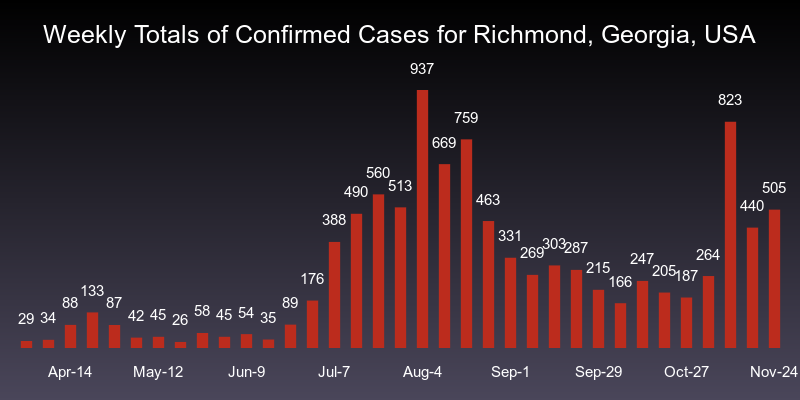 Weekly Totals of Confirmed Cases for Richmond, Georgia, USA
29 34 88 133 87 42 45 26 58 45 54 35 89 176 388 490 560 513 937 669 759 463 331 269 303 287 215 166 247 205 187 264 823 440 505
Apr-14 May-12 Jun-9 Jul-7 Aug-4 Sep-1 Sep-29 Oct-27 Nov-24